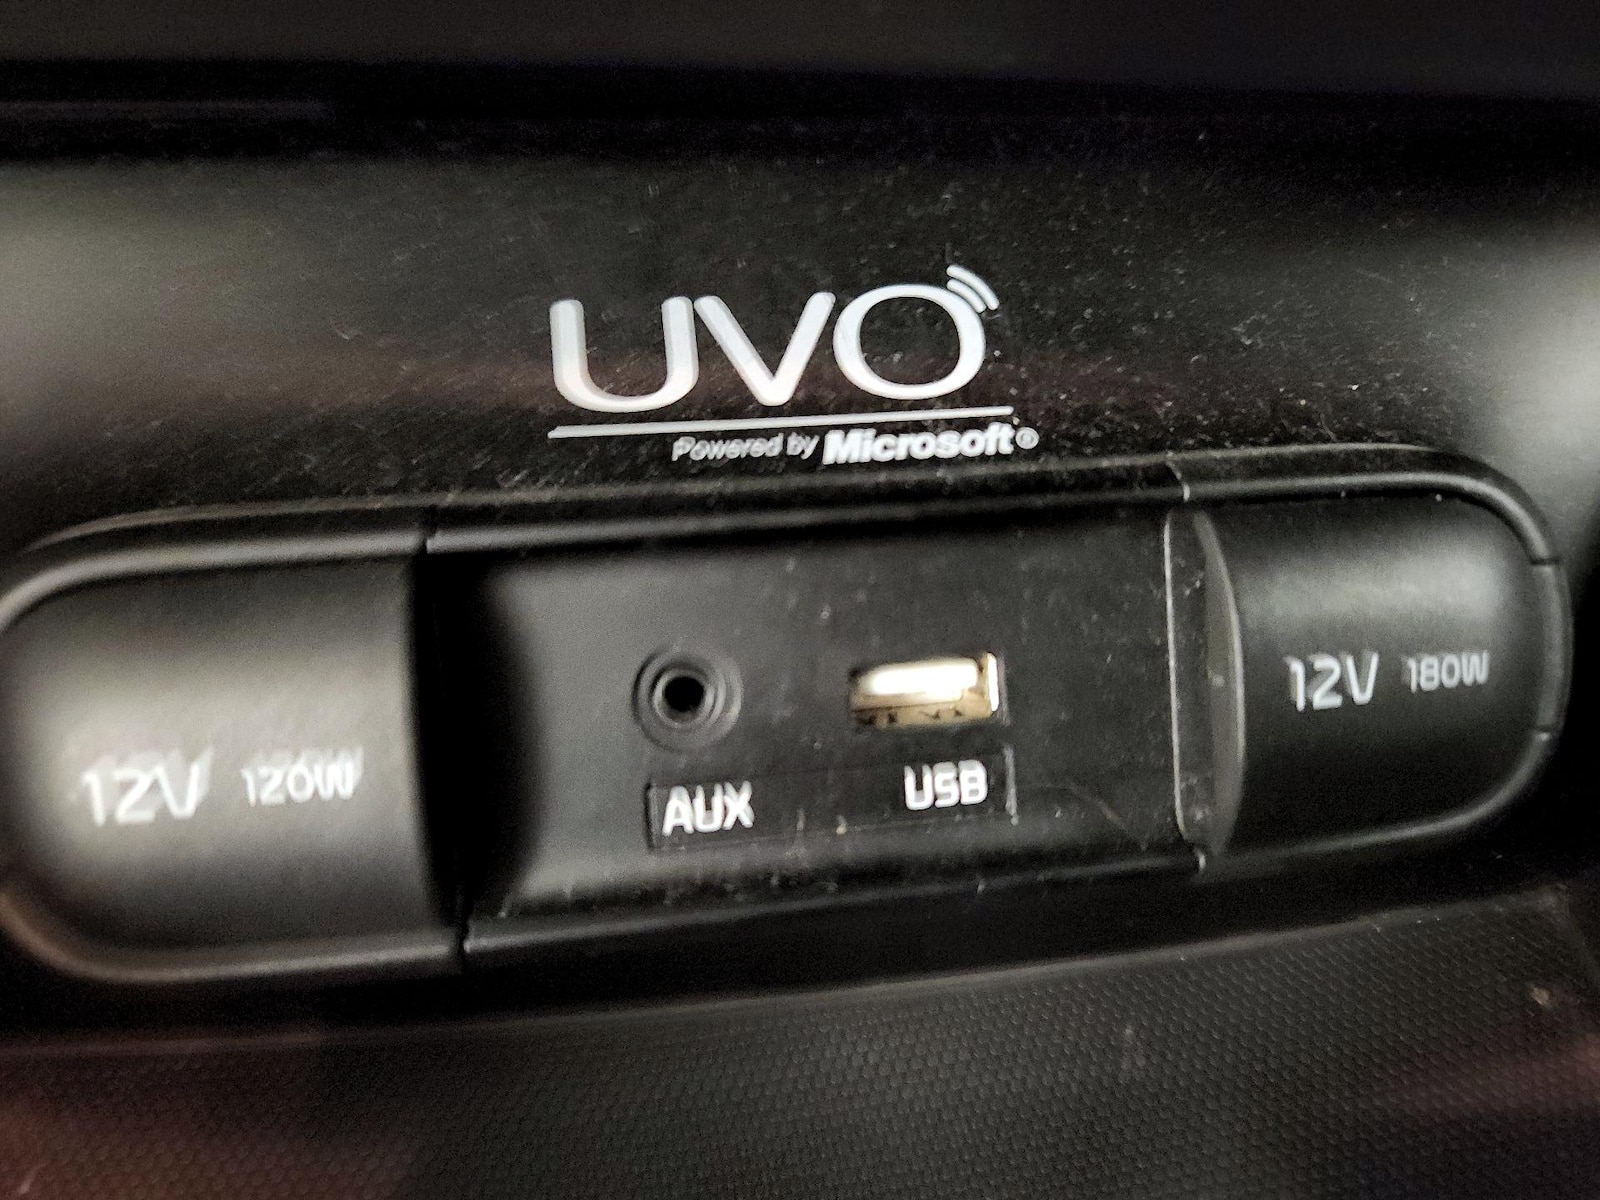 UVO
Powered by Microsoft®
12V 120W
AUX
USB
12V 180W